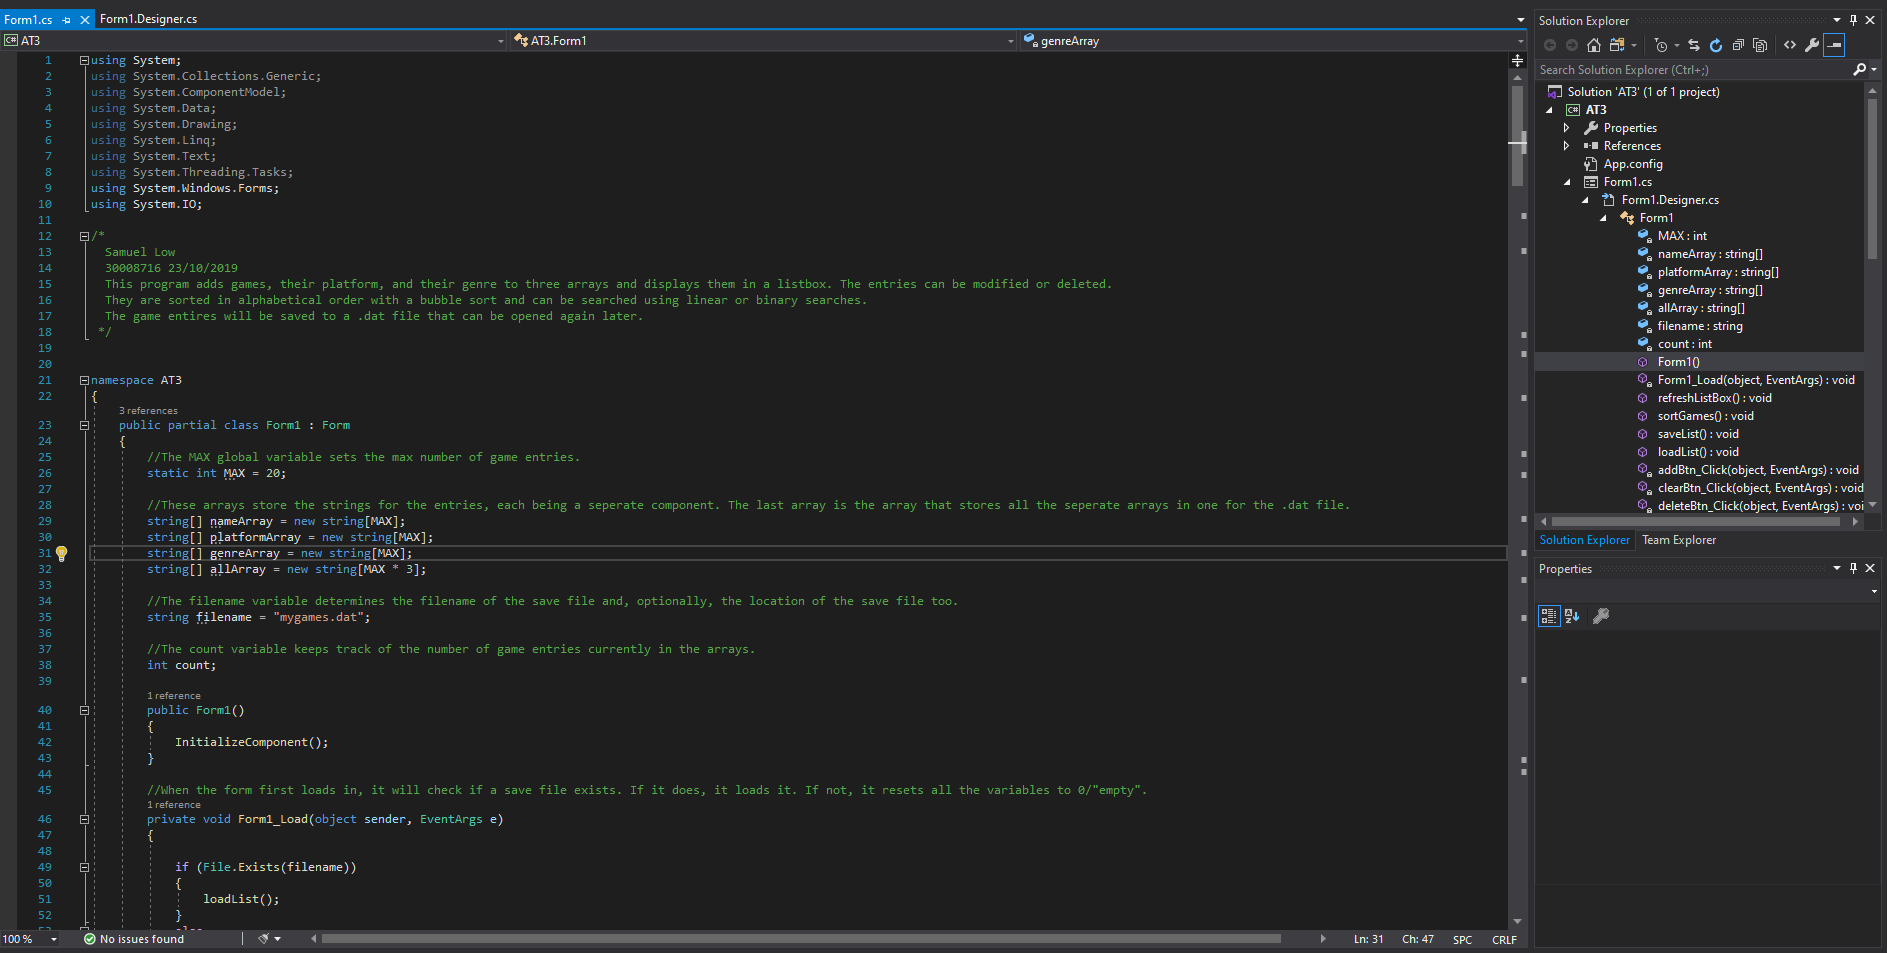 Form1.cs
Form1.Designer.cs
AT3
AT3.Form1
genreArray
1 using System;
2 using System.Collections.Generic;
3 using System.ComponentModel;
4 using System.Data;
5 using System.Drawing;
6 using System.Linq;
7 using System.Text;
8 using System.Threading.Tasks;
9 using System.Windows.Forms;
10 using System.IO;
11
12 /*
13 Samuel Low
14 30008716 23/10/2019
15 This program adds games, their platform, and their genre to three arrays and displays them in a listbox. The entries can be modified or deleted.
16 They are sorted in alphabetical order with a bubble sort and can be searched using linear or binary searches.
17 The game entires will be saved to a .dat file that can be opened again later.
18 */
19
20
21 namespace AT3
22 {
3 references
23 public partial class Form1 : Form
24 {
25 //The MAX global variable sets the max number of game entries.
26 static int MAX = 20;
27
28 //These arrays store the strings for the entries, each being a seperate component. The last array is the array that stores all the seperate arrays in one for the .dat file.
29 string[] nameArray = new string[MAX];
30 string[] platformArray = new string[MAX];
31 string[] genreArray = new string[MAX];
32 string[] allArray = new string[MAX * 3];
33
34 //The filename variable determines the filename of the save file and, optionally, the location of the save file too.
35 string filename = "mygames.dat";
36
37 //The count variable keeps track of the number of game entries currently in the arrays.
38 int count;
39
1 reference
40 public Form1()
41 {
42 InitializeComponent();
43 }
44
45 //When the form first loads in, it will check if a save file exists. If it does, it loads it. If not, it resets all the variables to 0/"empty".
1 reference
46 private void Form1_Load(object sender, EventArgs e)
47 {
48
49 if (File.Exists(filename))
50 {
51 loadList();
52 }
100 %
No issues found
Ln: 31
Ch: 47
SPC
CRLF
Solution Explorer
Search Solution Explorer (Ctrl+;)
Solution 'AT3' (1 of 1 project)
C# AT3
Properties
References
App.config
Form1.cs
Form1.Designer.cs
Form1
MAX : int
nameArray : string[]
platformArray : string[]
genreArray : string[]
allArray : string[]
filename : string
count : int
Form1()
Form1_Load(object, EventArgs) : void
refreshListBox() : void
sortGames() : void
saveList() : void
loadList() : void
addBtn_Click(object, EventArgs) : void
clearBtn_Click(object, EventArgs) : void
deleteBtn_Click(object, EventArgs) : voi
Solution Explorer
Team Explorer
Properties